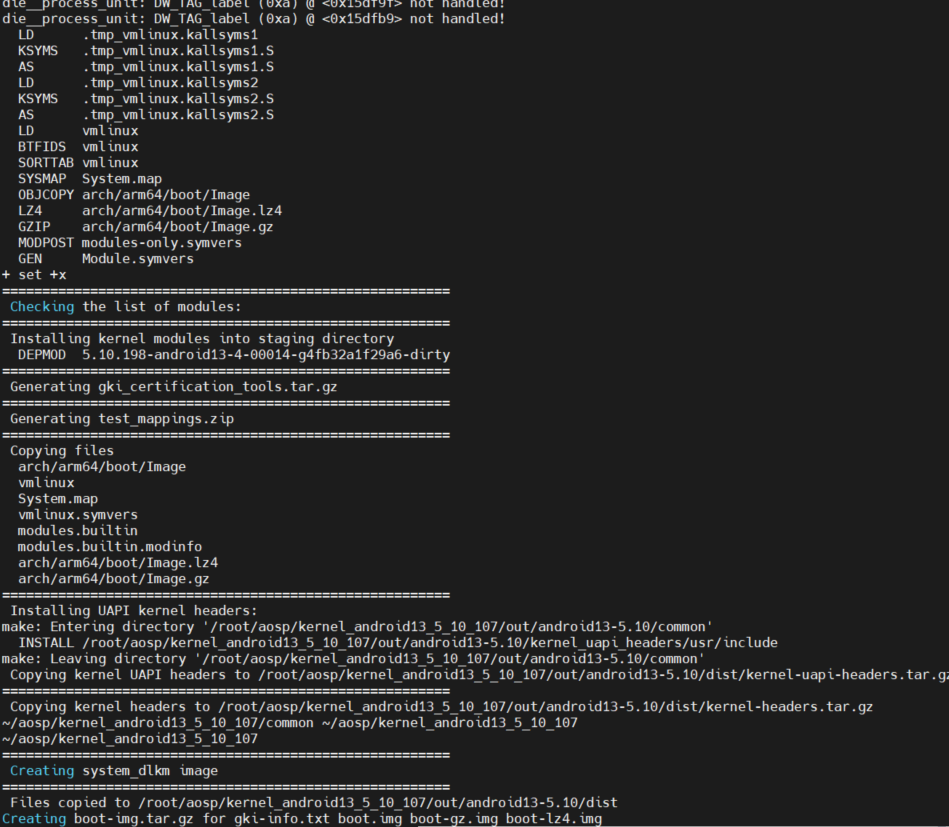 die__process_unit: DW_TAG_label (0xa) @ <0x15df9f> not handled!
die__process_unit: DW_TAG_label (0xa) @ <0x15dfb9> not handled!
  LD      .tmp_vmlinux.kallsyms1
  KSYMS   .tmp_vmlinux.kallsyms1.S
  AS      .tmp_vmlinux.kallsyms1.S
  LD      .tmp_vmlinux.kallsyms2
  KSYMS   .tmp_vmlinux.kallsyms2.S
  AS      .tmp_vmlinux.kallsyms2.S
  LD      vmlinux
  BTFIDS  vmlinux
  SORTTAB vmlinux
  SYSMAP  System.map
  OBJCOPY arch/arm64/boot/Image
  LZ4     arch/arm64/boot/Image.lz4
  GZIP    arch/arm64/boot/Image.gz
  MODPOST modules-only.symvers
  GEN     Module.symvers
+ set +x
========================================================
 Checking the list of modules:
========================================================
 Installing kernel modules into staging directory
  DEPMOD  5.10.198-android13-4-00014-g4fb32a1f29a6-dirty
========================================================
 Generating gki_certification_tools.tar.gz
========================================================
 Generating test_mappings.zip
========================================================
 Copying files
  arch/arm64/boot/Image
  vmlinux
  System.map
  vmlinux.symvers
  modules.builtin
  modules.builtin.modinfo
  arch/arm64/boot/Image.lz4
  arch/arm64/boot/Image.gz
========================================================
 Installing UAPI kernel headers:
make: Entering directory '/root/aosp/kernel_android13_5_10_107/out/android13-5.10/common'
  INSTALL /root/aosp/kernel_android13_5_10_107/out/android13-5.10/kernel_uapi_headers/usr/include
make: Leaving directory '/root/aosp/kernel_android13_5_10_107/out/android13-5.10/common'
 Copying kernel UAPI headers to /root/aosp/kernel_android13_5_10_107/out/android13-5.10/dist/kernel-uapi-headers.tar.gz
========================================================
 Copying kernel headers to /root/aosp/kernel_android13_5_10_107/out/android13-5.10/dist/kernel-headers.tar.gz
~/aosp/kernel_android13_5_10_107/common ~/aosp/kernel_android13_5_10_107
~/aosp/kernel_android13_5_10_107
========================================================
 Creating system_dlkm image
========================================================
 Files copied to /root/aosp/kernel_android13_5_10_107/out/android13-5.10/dist
Creating boot-img.tar.gz for gki-info.txt boot.img boot-gz.img boot-lz4.img